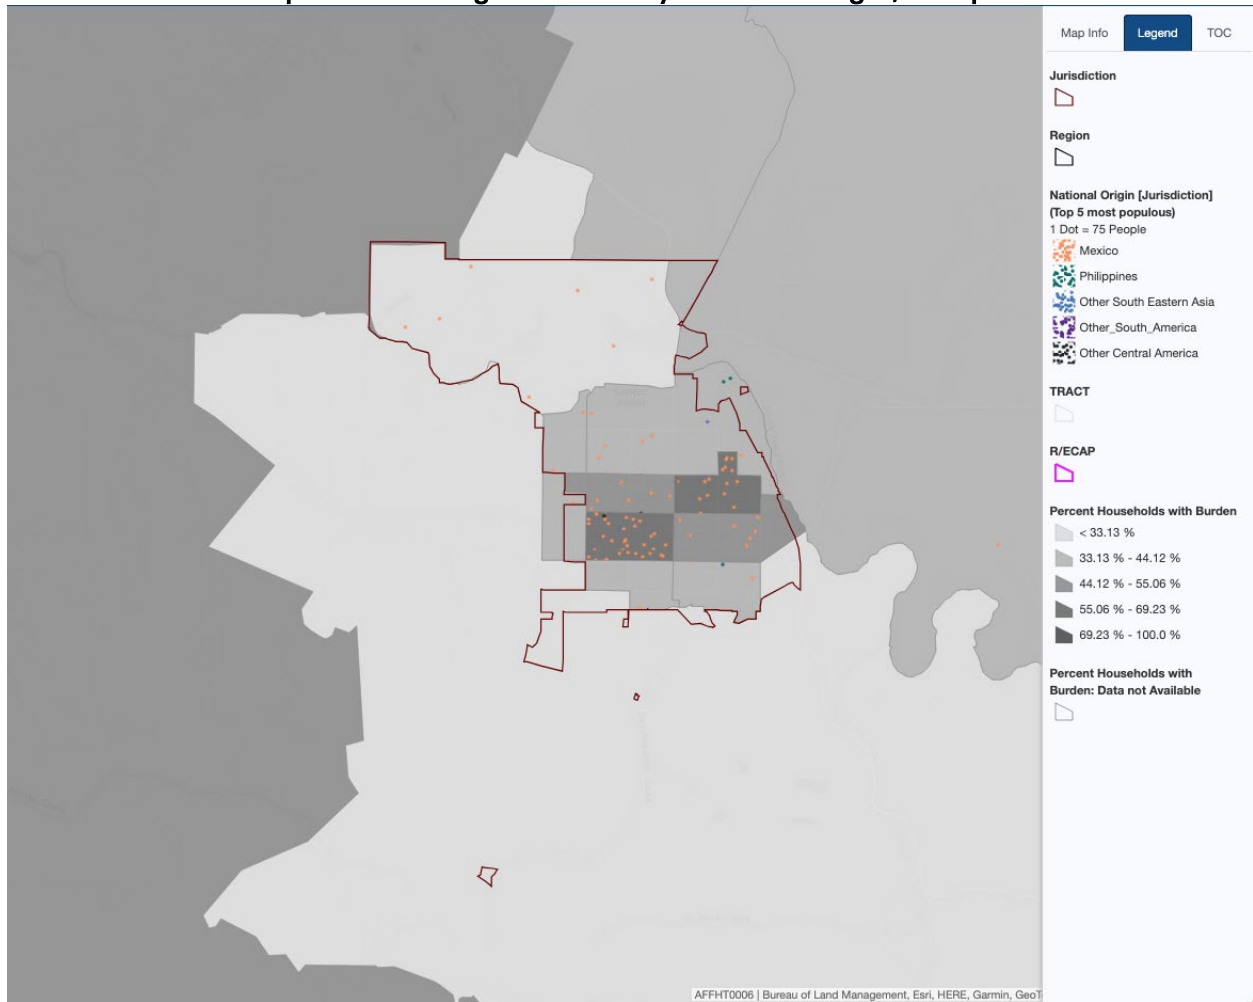 Map Info Legend TOC
Jurisdiction
Region
National Origin [Jurisdiction]
(Top 5 most populous)
1 Dot = 75 People
Mexico
Philippines
Other South Eastern Asia
Other_South_America
Other Central America
TRACT
R/ECAP
Percent Households with Burden
< 33.13 %
33.13 % - 44.12 %
44.12 % - 55.06 %
55.06 % - 69.23 %
69.23 % - 100.0 %
Percent Households with
Burden: Data not Available
AFFHT0006 | Bureau of Land Management, Esri, HERE, Garmin, GeoT